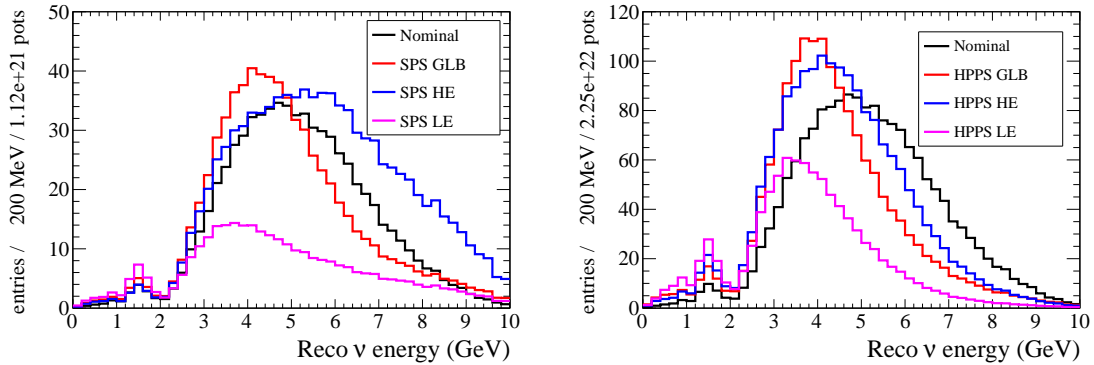 entries / 200 MeV / 1.12e+21 pots
40
30
20
10
0
Nominal
SPS GLB
SPS HE
SPS LE
0 1 2 3 4 5 6 7 8 9 10
Reco ν energy (GeV)
entries / 200 MeV / 2.25e+22 pots
120
100
80
60
40
20
0
Nominal
HPPS GLB
HPPS HE
HPPS LE
0 1 2 3 4 5 6 7 8 9 10
Reco ν energy (GeV)